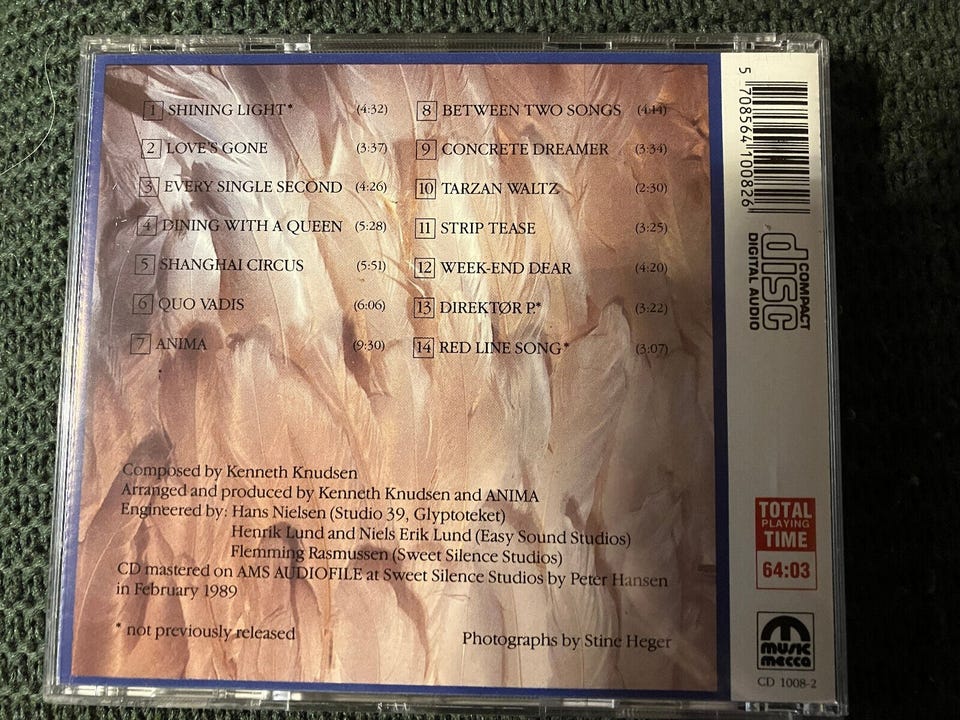 1 SHINING LIGHT* (4:32)
2 LOVE'S GONE (3:37)
3 EVERY SINGLE SECOND (4:26)
4 DINING WITH A QUEEN (5:28)
5 SHANGHAI CIRCUS (5:51)
6 QUO VADIS (6:06)
7 ANIMA (9:30)
8 BETWEEN TWO SONGS (4:44)
9 CONCRETE DREAMER (3:34)
10 TARZAN WALTZ (2:30)
11 STRIP TEASE (3:25)
12 WEEK-END DEAR (4:20)
13 DIREKTØR P.* (3:22)
14 RED LINE SONG* (3:07)
Composed by Kenneth Knudsen
Arranged and produced by Kenneth Knudsen and ANIMA
Engineered by: Hans Nielsen (Studio 39, Glyptoteket)
Henrik Lund and Niels Erik Lund (Easy Sound Studios)
Flemming Rasmussen (Sweet Silence Studios)
CD mastered on AMS AUDIOFILE at Sweet Silence Studios by Peter Hansen
in February 1989
* not previously released
Photographs by Stine Heger
5 708564 100826
COMPACT
disc
DIGITAL AUDIO
TOTAL
PLAYING
TIME
64:03
m
music
mecca
CD 1008-2